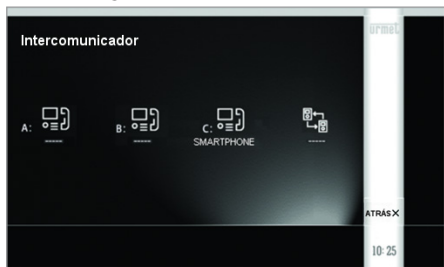 urmet
Intercomunicador
A:
B:
C:
-----
-----
SMARTPHONE
-----
ATRÁS X
10:25